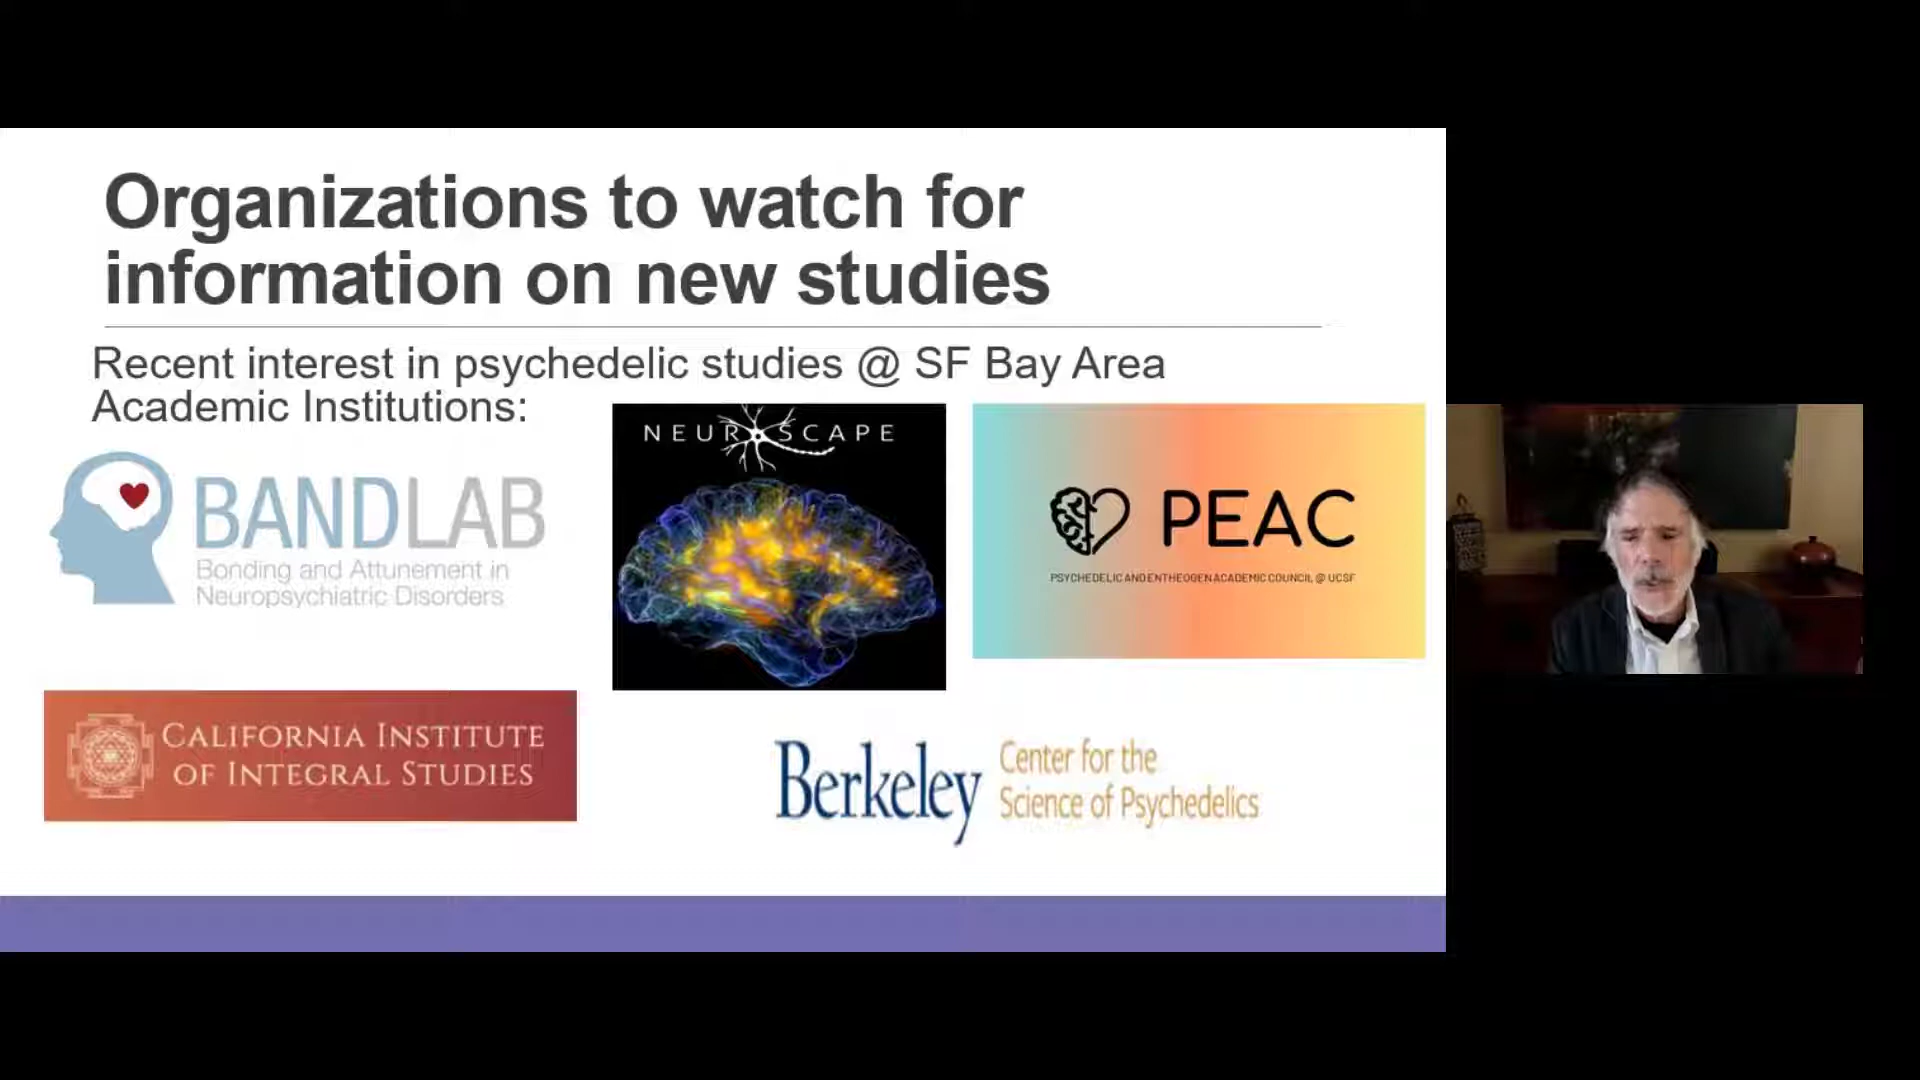 Organizations to watch for
information on new studies
Recent interest in psychedelic studies @ SF Bay Area
Academic Institutions:
BANDLAB
Bonding and Attunement in
Neuropsychiatric Disorders
NEUROSCAPE
PEAC
PSYCHEDELIC AND ENTHEOGEN ACADEMIC COUNCIL @ UCSF
CALIFORNIA INSTITUTE
OF INTEGRAL STUDIES
Berkeley
Center for the
Science of Psychedelics